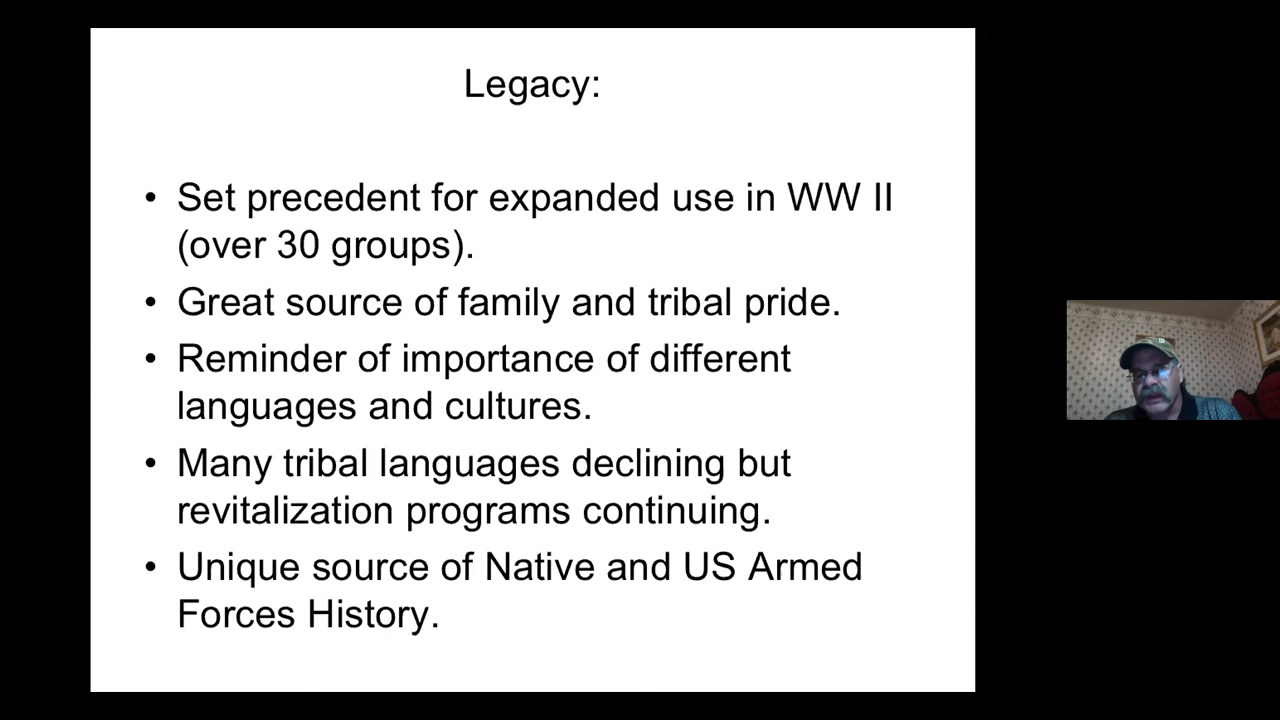 Legacy:
• Set precedent for expanded use in WW II
(over 30 groups).
• Great source of family and tribal pride.
• Reminder of importance of different
languages and cultures.
• Many tribal languages declining but
revitalization programs continuing.
• Unique source of Native and US Armed
Forces History.